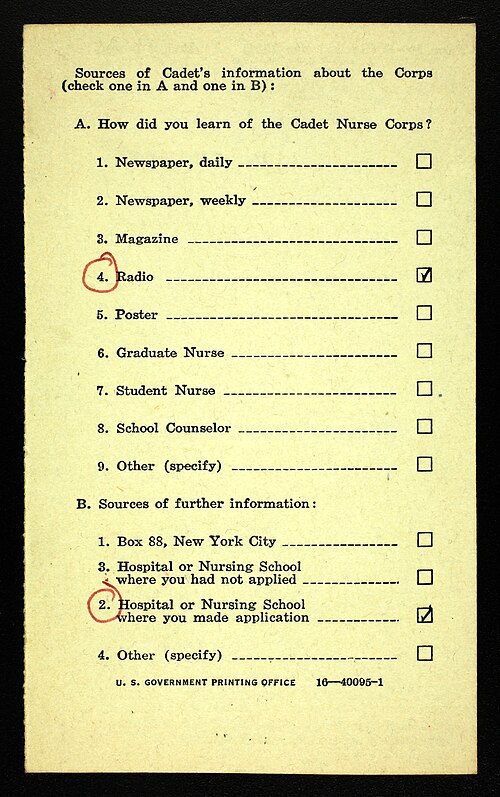 Sources of Cadet's information about the Corps
(check one in A and one in B):
A. How did you learn of the Cadet Nurse Corps?
1. Newspaper, daily
2. Newspaper, weekly
3. Magazine
4. Radio ✓
5. Poster
6. Graduate Nurse
7. Student Nurse
8. School Counselor
9. Other (specify)
B. Sources of further information:
1. Box 88, New York City
3. Hospital or Nursing School
where you had not applied
2. Hospital or Nursing School
where you made application ✓
4. Other (specify)
U. S. GOVERNMENT PRINTING OFFICE 16—40095-1